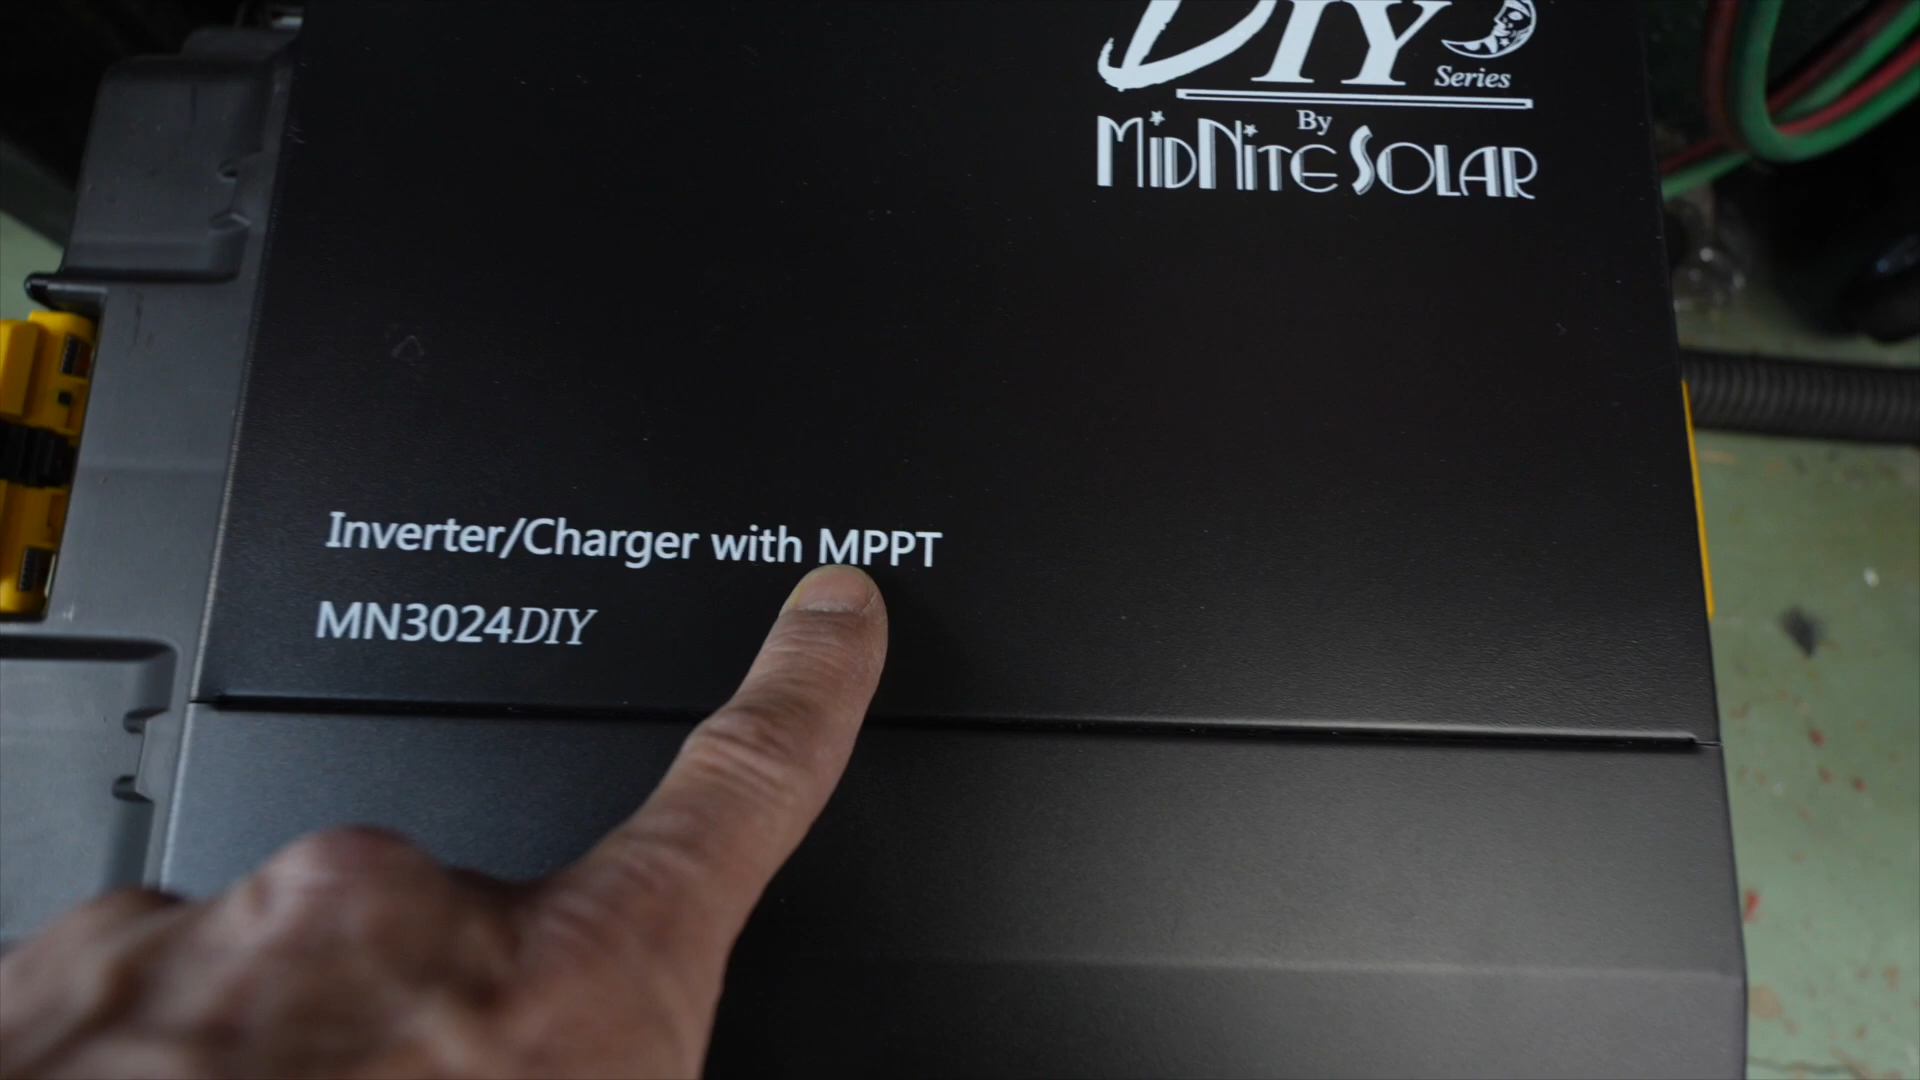 DIY
Series
By
MidNite Solar
Inverter/Charger with MPPT
MN3024DIY